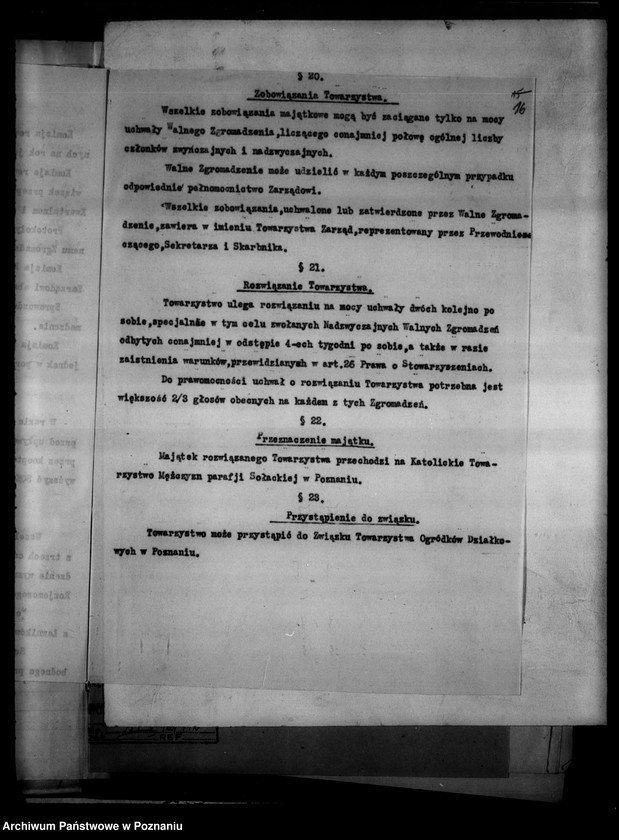 § 20.
Zobowiązania Towarzystwa.
15
16
Wszelkie zobowiązania majątkowe mogą być zaciągane tylko na mocy
uchwały Walnego Zgromadzenia,liczącego conajmniej połowę ogólnej liczby
członków zwyczajnych i nadzwyczajnych.
Walne Zgromadzenie może udzielić w każdym poszczególnym przypadku
odpowiednie pełnomocnictwo Zarządowi.
Wszelkie zobowiązania,uchwalone lub zatwierdzone przez Walne Zgroma-
dzenie,zawiera w imieniu Towarzystwa Zarząd,reprezentowany przez Przewodni
czącego,Sekretarza i Skarbnika.
§ 21.
Rozwiązanie Towarzystwa.
Towarzystwo ulega rozwiązaniu na mocy uchwały dwóch kolejno po
sobie,specjalnie w tym celu zwołanych Nadzwyczajnych Walnych Zgromadzeń
odbytych conajmniej w odstępie 4-ech tygodni po sobie,a także w razie
zaistnienia warunków,przewidzianych w art.26 Prawa o Stowarzyszeniach.
Do prawomocności uchwał o rozwiązaniu Towarzystwa potrzebna jest
większość 2/3 głosów obecnych na każdem z tych Zgromadzeń.
§ 22.
Przeznaczenie majątku.
Majątek rozwiązanego Towarzystwa przechodzi na Katolickie Towa-
rzystwo Mężczyzn parafji Sołackiej w Poznaniu.
§ 23.
Przystąpienie do związku.
Towarzystwo może przystąpić do Związku Towarzystwa Ogródków Działko-
wych w Poznaniu.
Archiwum Państwowe w Poznaniu